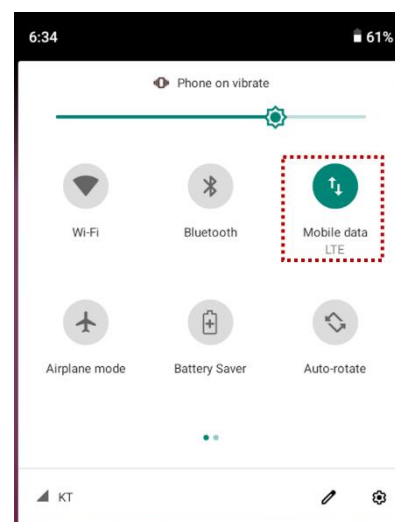 6:34 61%
Phone on vibrate
Wi-Fi Bluetooth Mobile data
LTE
Airplane mode Battery Saver Auto-rotate
KT